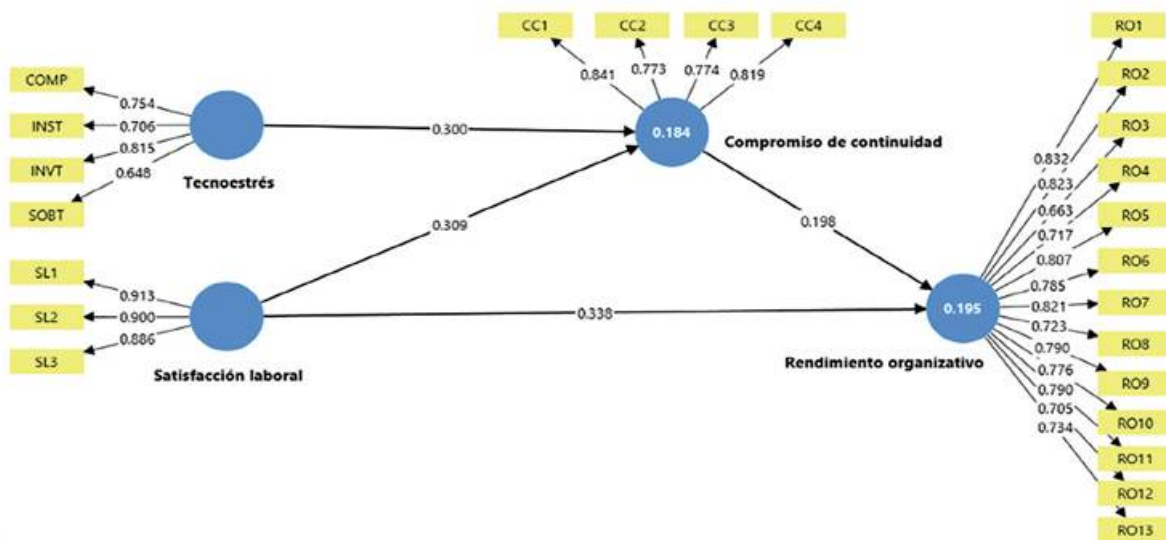 CC1
CC2
CC3
CC4
0.841
0.773
0.774
0.819
COMP
INST
INVT
SOBT
0.754
0.706
0.815
0.648
Tecnoestrés
0.300
0.184
Compromiso de continuidad
0.309
0.198
SL1
SL2
SL3
0.913
0.900
0.886
Satisfacción laboral
0.338
0.195
Rendimiento organizativo
0.832
0.823
0.663
0.717
0.807
0.785
0.821
0.723
0.790
0.776
0.790
0.705
0.734
RO1
RO2
RO3
RO4
RO5
RO6
RO7
RO8
RO9
RO10
RO11
RO12
RO13